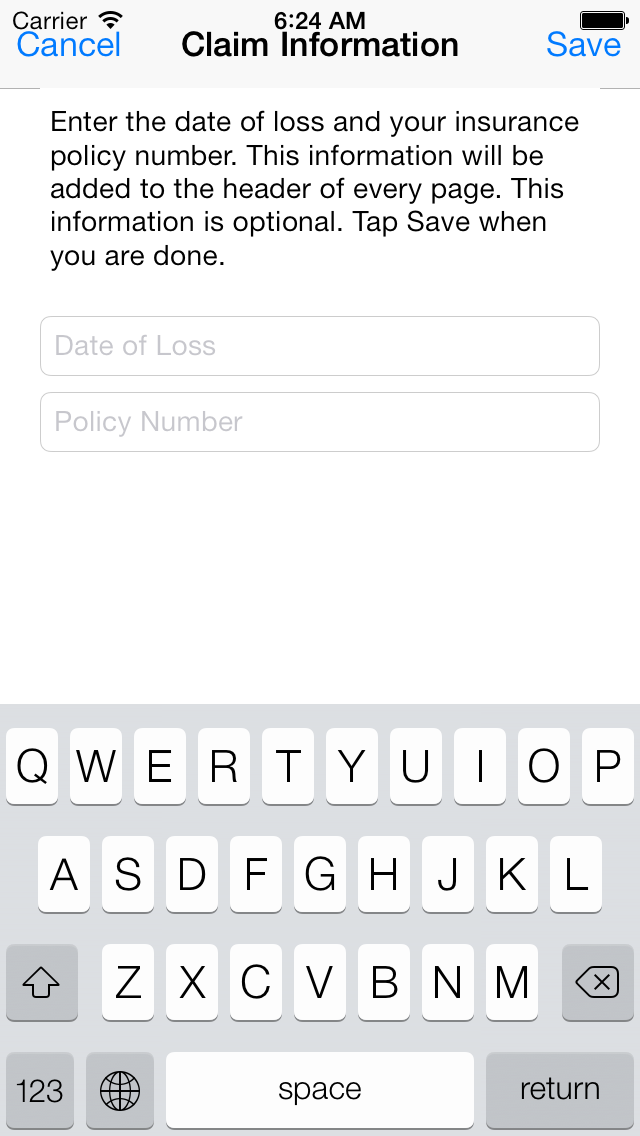 Carrier 6:24 AM
Cancel Claim Information Save
Enter the date of loss and your insurance
policy number. This information will be
added to the header of every page. This
information is optional. Tap Save when
you are done.
Date of Loss
Policy Number
Q W E R T Y U I O P
A S D F G H J K L
Z X C V B N M
123 space return